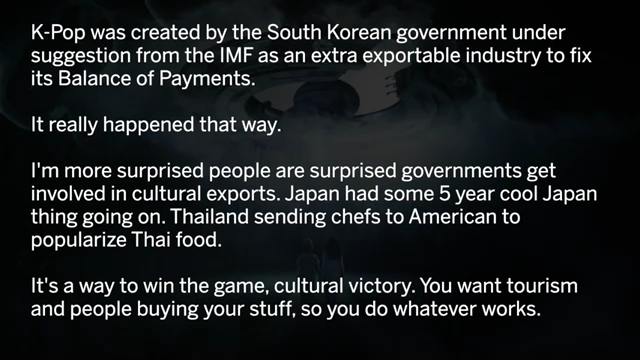 K-Pop was created by the South Korean government under
suggestion from the IMF as an extra exportable industry to fix
its Balance of Payments.
It really happened that way.
I'm more surprised people are surprised governments get
involved in cultural exports. Japan had some 5 year cool Japan
thing going on. Thailand sending chefs to American to
popularize Thai food.
It's a way to win the game, cultural victory. You want tourism
and people buying your stuff, so you do whatever works.